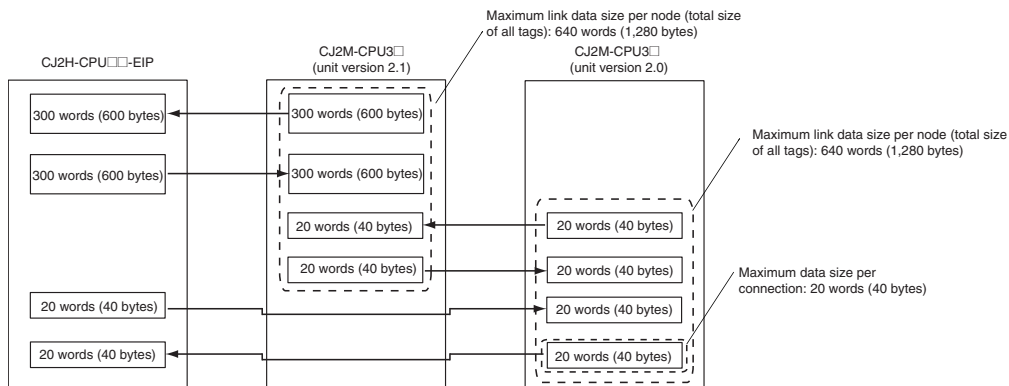 Maximum link data size per node (total size
of all tags): 640 words (1,280 bytes)
CJ2H-CPU□□-EIP
CJ2M-CPU3□
(unit version 2.1)
CJ2M-CPU3□
(unit version 2.0)
300 words (600 bytes)
300 words (600 bytes)
Maximum link data size per node (total size
of all tags): 640 words (1,280 bytes)
300 words (600 bytes)
300 words (600 bytes)
20 words (40 bytes)
20 words (40 bytes)
20 words (40 bytes)
20 words (40 bytes)
Maximum data size per
connection: 20 words (40 bytes)
20 words (40 bytes)
20 words (40 bytes)
20 words (40 bytes)
20 words (40 bytes)